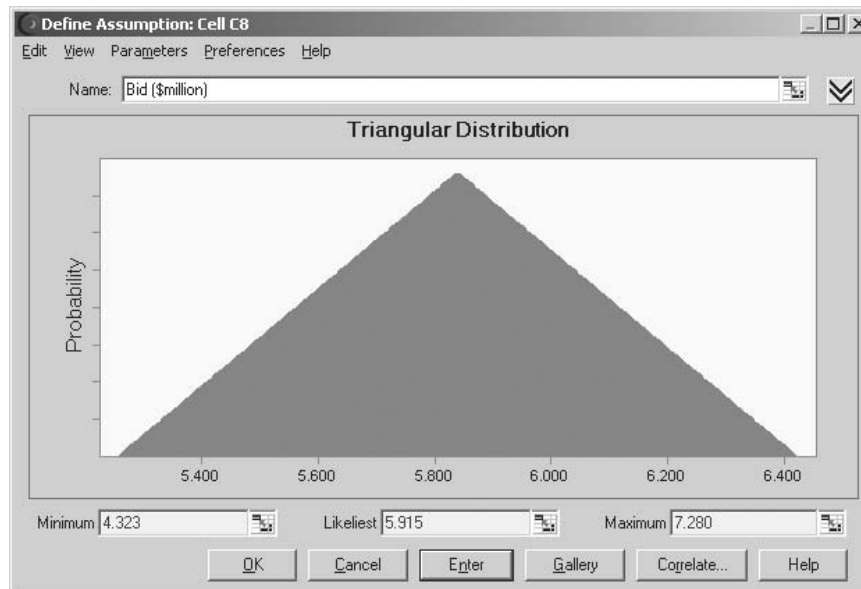 Define Assumption: Cell C8
Edit View Parameters Preferences Help
Name: Bid ($million)
Triangular Distribution
Probability
5.400 5.600 5.800 6.000 6.200 6.400
Minimum 4.323 Likeliest 5.915 Maximum 7.280
OK Cancel Enter Gallery Correlate... Help